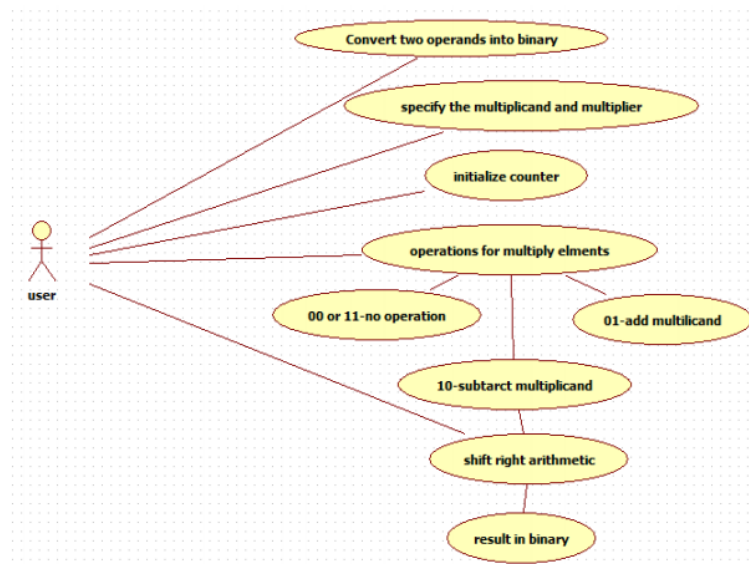 Convert two operands into binary
specify the multiplicand and multiplier
initialize counter
operations for multiply elments
user
00 or 11-no operation
01-add multilicand
10-subtarct multiplicand
shift right arithmetic
result in binary